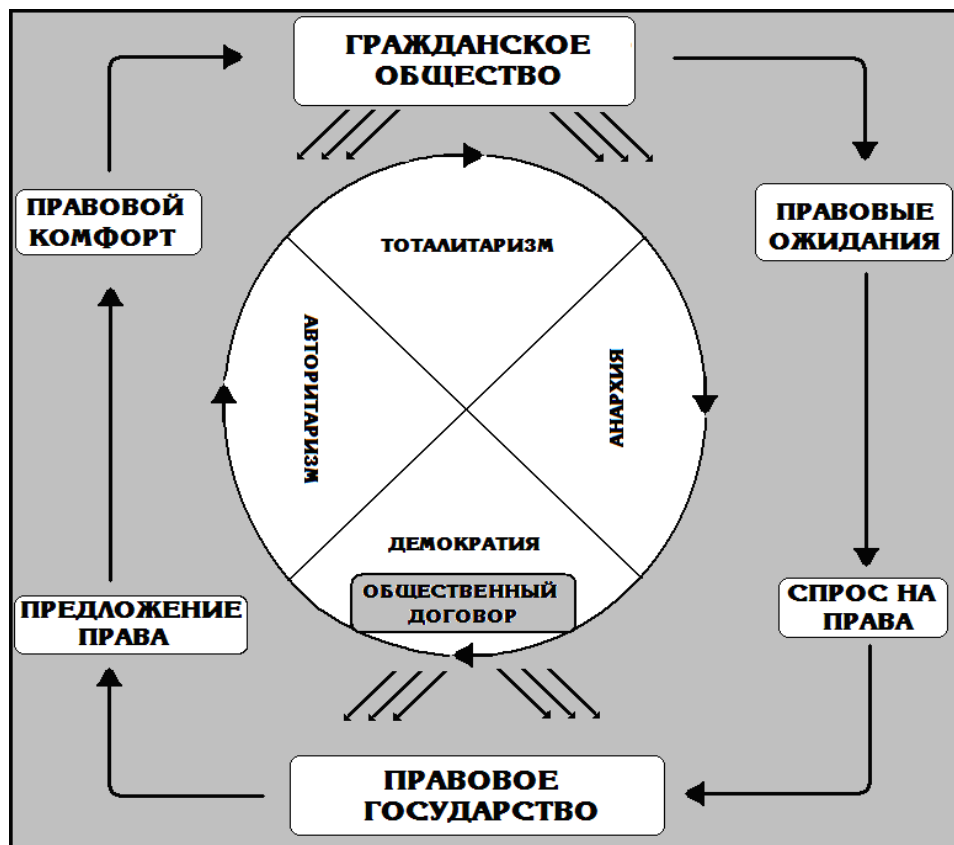 ГРАЖДАНСКОЕ
ОБЩЕСТВО
ПРАВОВОЙ
КОМФОРТ
ПРАВОВЫЕ
ОЖИДАНИЯ
ТОТАЛИТАРИЗМ
АВТОРИТАРИЗМ
АНАРХИЯ
ДЕМОКРАТИЯ
ОБЩЕСТВЕННЫЙ
ДОГОВОР
ПРЕДЛОЖЕНИЕ
ПРАВА
СПРОС НА
ПРАВА
ПРАВОВОЕ
ГОСУДАРСТВО